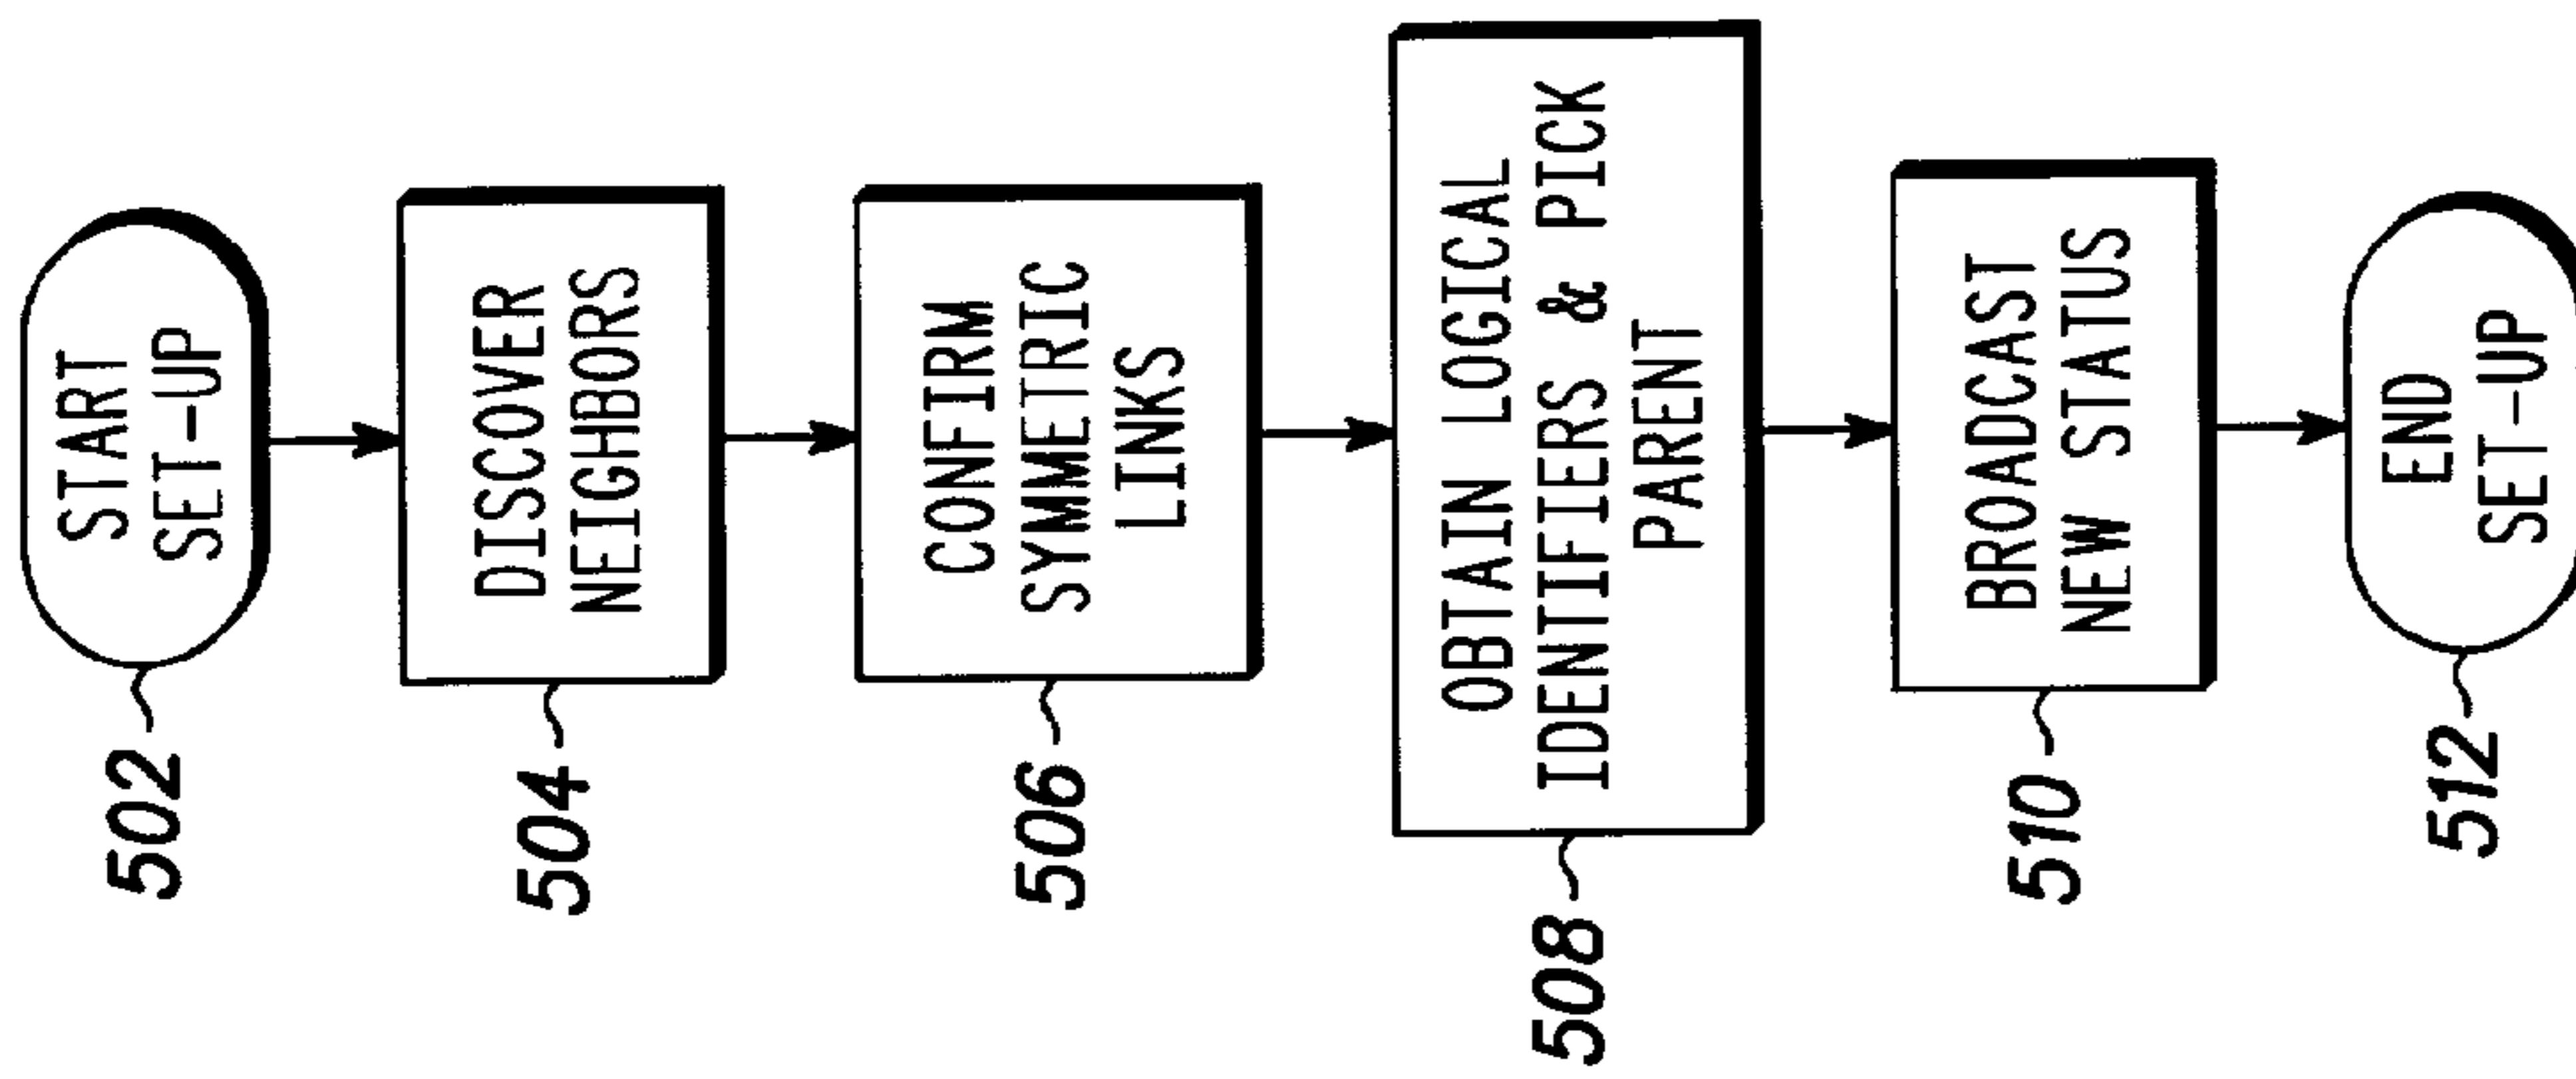 START
SET-UP
502
DISCOVER
NEIGHBORS
504
CONFIRM
SYMMETRIC
LINKS
506
OBTAIN LOGICAL
IDENTIFIERS & PICK
PARENT
508
BROADCAST
NEW STATUS
510
END
SET-UP
512